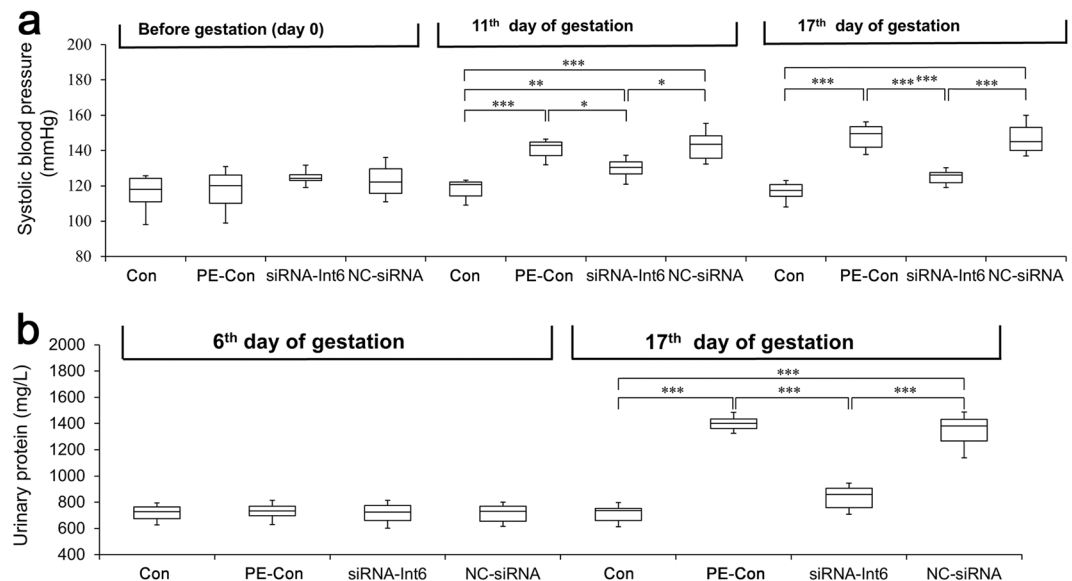 a
Before gestation (day 0)
11th day of gestation
17th day of gestation
Systolic blood pressure
(mmHg)
200
180
160
140
120
100
80
***
**
*
***
*
***
***
***
***
Con PE-Con siRNA-Int6 NC-siRNA Con PE-Con siRNA-Int6 NC-siRNA Con PE-Con siRNA-Int6 NC-siRNA
b
6th day of gestation
17th day of gestation
Urinary protein (mg/L)
2000
1800
1600
1400
1200
1000
800
600
400
***
***
***
***
Con PE-Con siRNA-Int6 NC-siRNA Con PE-Con siRNA-Int6 NC-siRNA